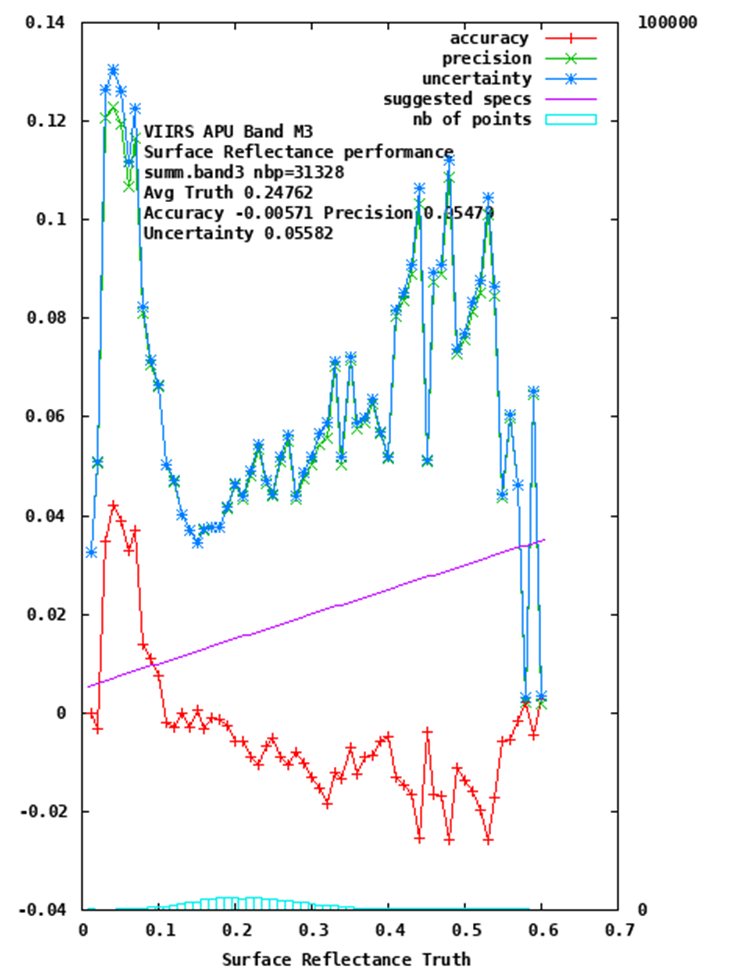 0.14
100000
accuracy
precision
uncertainty
suggested specs
nb of points
0.12
VIIRS APU Band M3
Surface Reflectance performance
summ.band3 nbp=31328
Avg Truth 0.24762
Accuracy -0.00571 Precision 0.05479
Uncertainty 0.05582
0.1
0.08
0.06
0.04
0.02
0
-0.02
-0.04
0
0 0.1 0.2 0.3 0.4 0.5 0.6 0.7
Surface Reflectance Truth